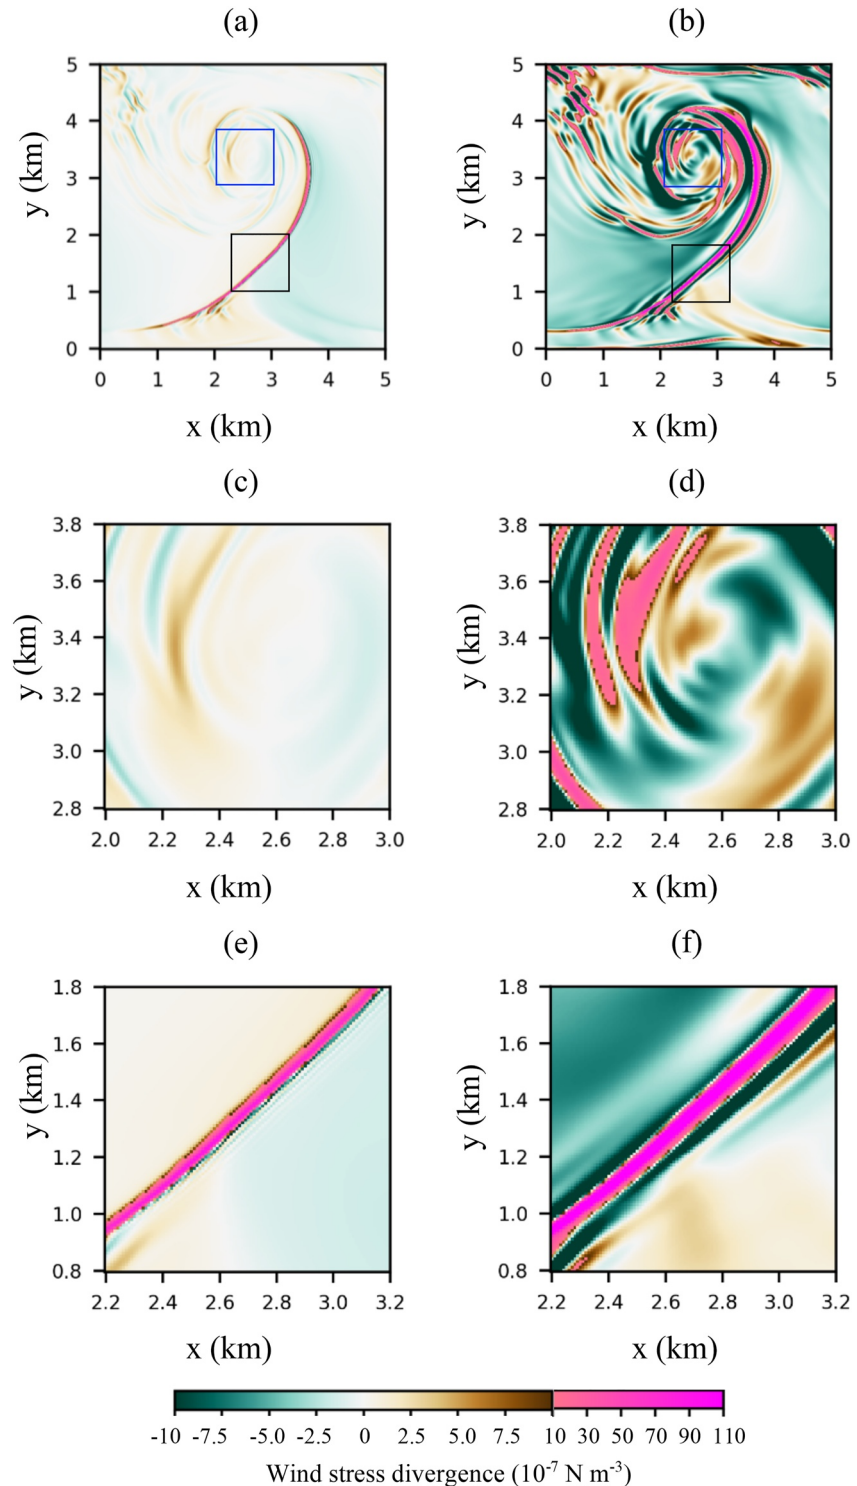 (a) (b)
5 5
4 4
y (km) y (km)
3 3
2 2
1 1
0 0
0 1 2 3 4 5 0 1 2 3 4 5
x (km) x (km)
(c) (d)
3.8 3.8
3.6 3.6
y (km) y (km)
3.4 3.4
3.2 3.2
3.0 3.0
2.8 2.8
2.0 2.2 2.4 2.6 2.8 3.0 2.0 2.2 2.4 2.6 2.8 3.0
x (km) x (km)
(e) (f)
1.8 1.8
1.6 1.6
y (km) y (km)
1.4 1.4
1.2 1.2
1.0 1.0
0.8 0.8
2.2 2.4 2.6 2.8 3.0 3.2 2.2 2.4 2.6 2.8 3.0 3.2
x (km) x (km)
-10 -7.5 -5.0 -2.5 0 2.5 5.0 7.5 10 30 50 70 90 110
Wind stress divergence (10⁻⁷ N m⁻³)